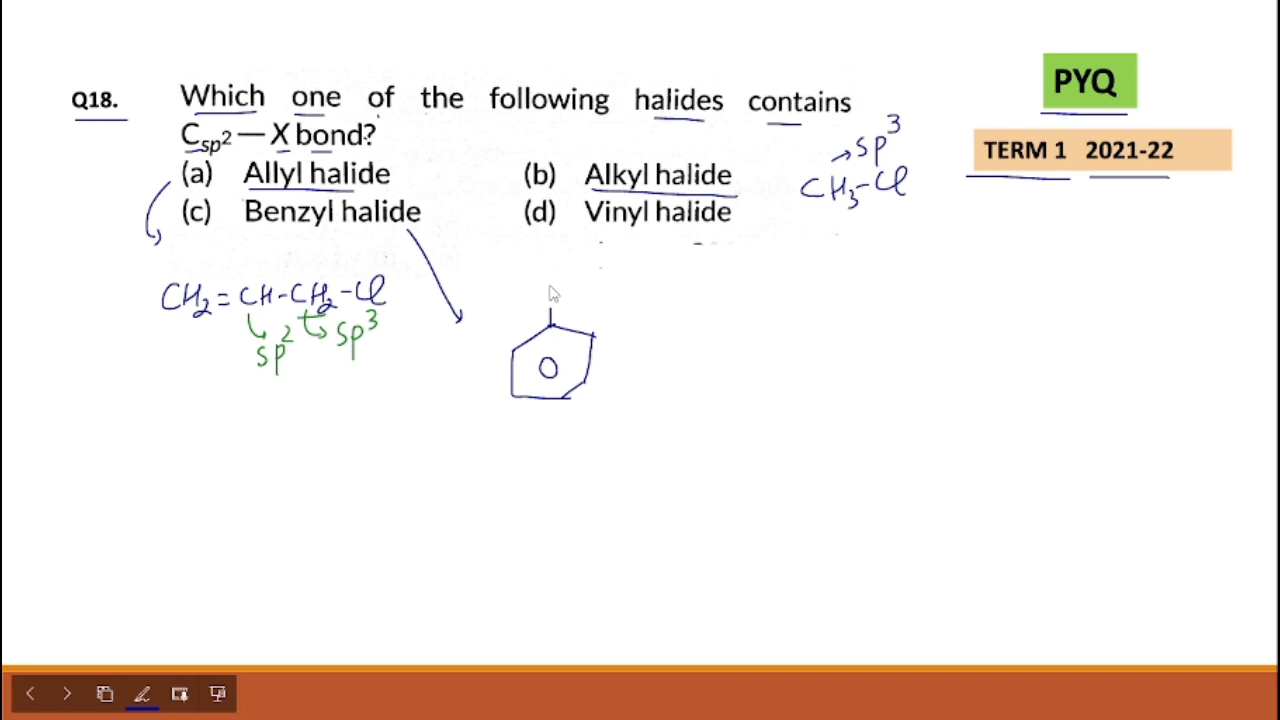 PYQ
Q18. Which one of the following halides contains
Csp² — X bond?
TERM 1 2021-22
(a) Allyl halide (b) Alkyl halide
(c) Benzyl halide (d) Vinyl halide
→sp³
CH₃-Cl
CH₂=CH-CH₂-Cl
sp² sp³